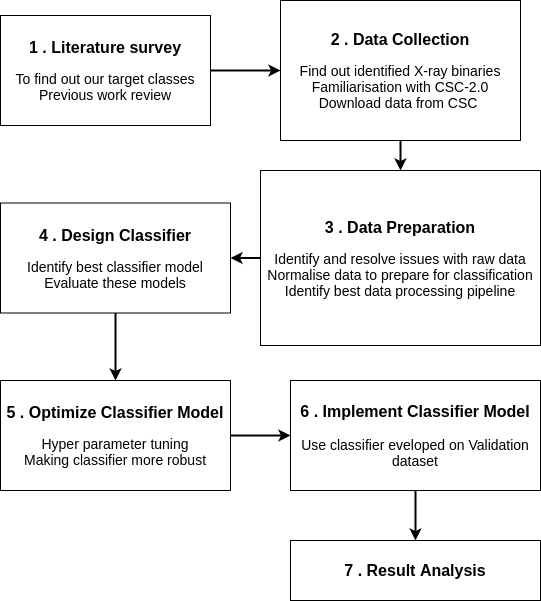 1 . Literature survey
To find out our target classes
Previous work review
2 . Data Collection
Find out identified X-ray binaries
Familiarisation with CSC-2.0
Download data from CSC
3 . Data Preparation
Identify and resolve issues with raw data
Normalise data to prepare for classification
Identify best data processing pipeline
4 . Design Classifier
Identify best classifier model
Evaluate these models
5 . Optimize Classifier Model
Hyper parameter tuning
Making classifier more robust
6 . Implement Classifier Model
Use classifier eveloped on Validation
dataset
7 . Result Analysis